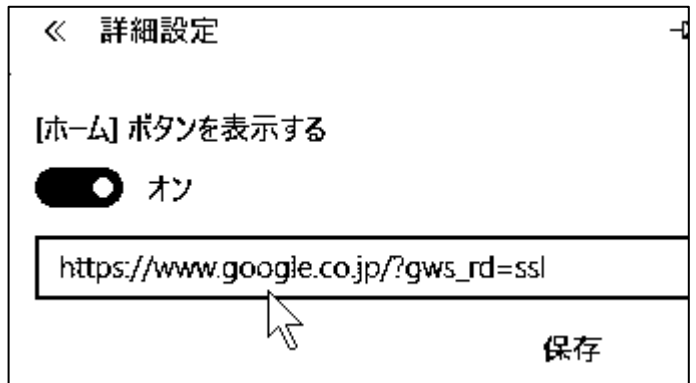 « 詳細設定
[ホーム] ボタンを表示する
オン
https://www.google.co.jp/?gws_rd=ssl
保存